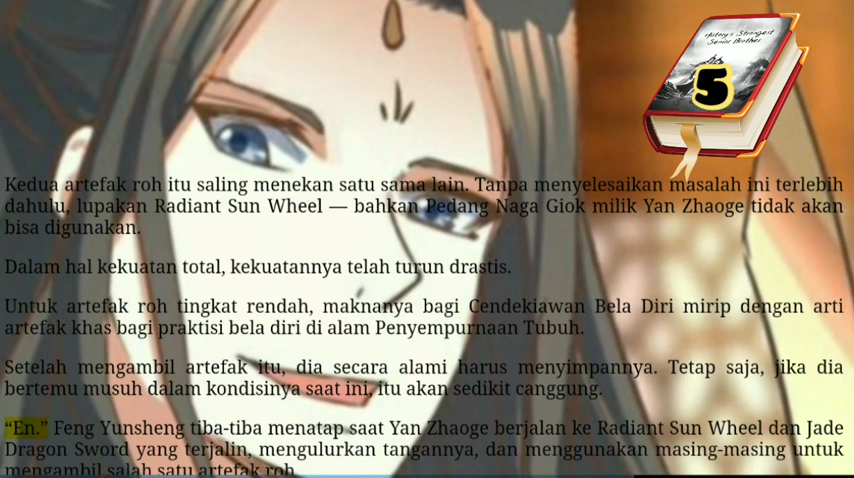 History's Strongest
Senior Brother
5
Kedua artefak roh itu saling menekan satu sama lain. Tanpa menyelesaikan masalah ini terlebih
dahulu, lupakan Radiant Sun Wheel — bahkan Pedang Naga Giok milik Yan Zhaoge tidak akan
bisa digunakan.
Dalam hal kekuatan total, kekuatannya telah turun drastis.
Untuk artefak roh tingkat rendah, maknanya bagi Cendekiawan Bela Diri mirip dengan arti
artefak khas bagi praktisi bela diri di alam Penyempurnaan Tubuh.
Setelah mengambil artefak itu, dia secara alami harus menyimpannya. Tetap saja, jika dia
bertemu musuh dalam kondisinya saat ini, itu akan sedikit canggung.
“En.” Feng Yunsheng tiba-tiba menatap saat Yan Zhaoge berjalan ke Radiant Sun Wheel dan Jade
Dragon Sword yang terjalin, mengulurkan tangannya, dan menggunakan masing-masing untuk
mengambil salah satu artefak roh.